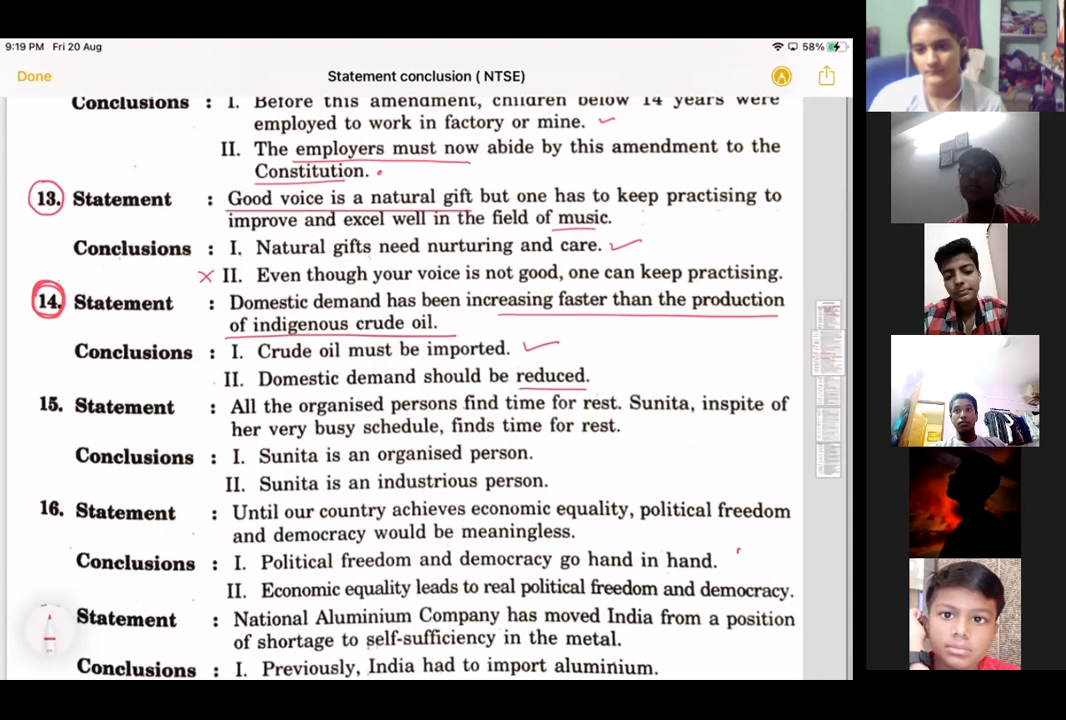 9:19 PM Fri 20 Aug 58%
Done Statement conclusion ( NTSE)
Conclusions : I. Before this amendment, children below 14 years were
employed to work in factory or mine.
II. The employers must now abide by this amendment to the
Constitution.
13. Statement : Good voice is a natural gift but one has to keep practising to
improve and excel well in the field of music.
Conclusions : I. Natural gifts need nurturing and care.
II. Even though your voice is not good, one can keep practising.
14. Statement : Domestic demand has been increasing faster than the production
of indigenous crude oil.
Conclusions : I. Crude oil must be imported.
II. Domestic demand should be reduced.
15. Statement : All the organised persons find time for rest. Sunita, inspite of
her very busy schedule, finds time for rest.
Conclusions : I. Sunita is an organised person.
II. Sunita is an industrious person.
16. Statement : Until our country achieves economic equality, political freedom
and democracy would be meaningless.
Conclusions : I. Political freedom and democracy go hand in hand.
II. Economic equality leads to real political freedom and democracy.
Statement : National Aluminium Company has moved India from a position
of shortage to self-sufficiency in the metal.
Conclusions : I. Previously, India had to import aluminium.